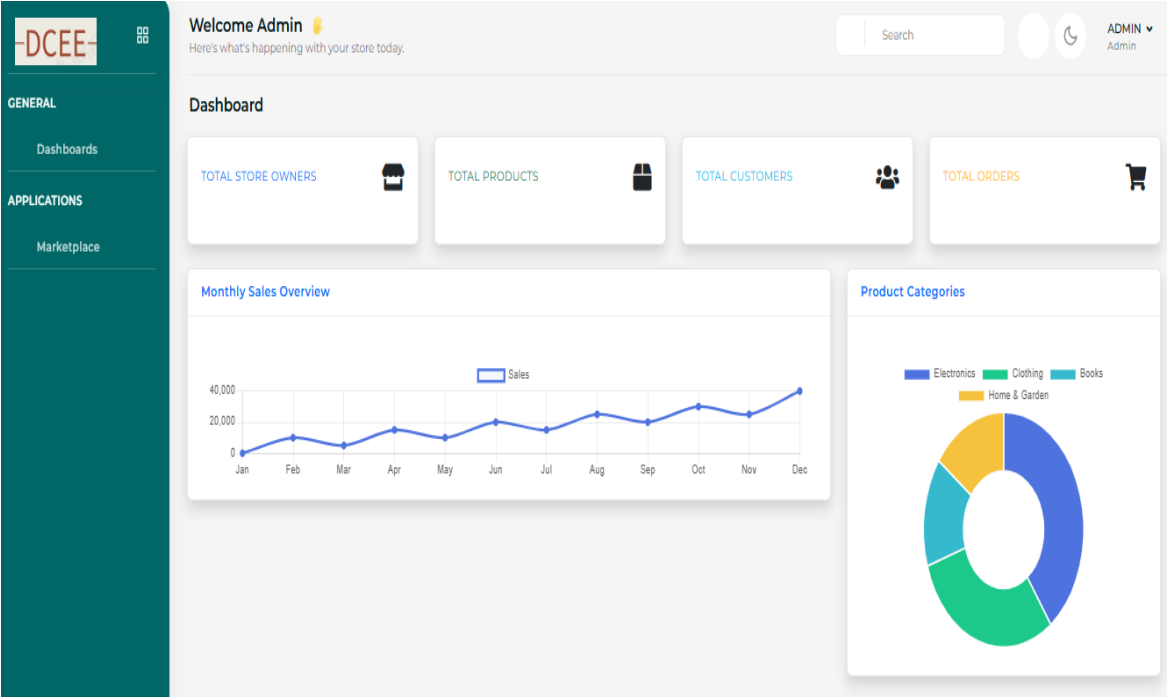 -DCEE-
GENERAL
Dashboards
APPLICATIONS
Marketplace
Welcome Admin
Here's what's happening with your store today.
Search
ADMIN
Admin
Dashboard
TOTAL STORE OWNERS
TOTAL PRODUCTS
TOTAL CUSTOMERS
TOTAL ORDERS
Monthly Sales Overview
Sales
40,000
20,000
0
Jan Feb Mar Apr May Jun Jul Aug Sep Oct Nov Dec
Product Categories
Electronics Clothing Books
Home & Garden